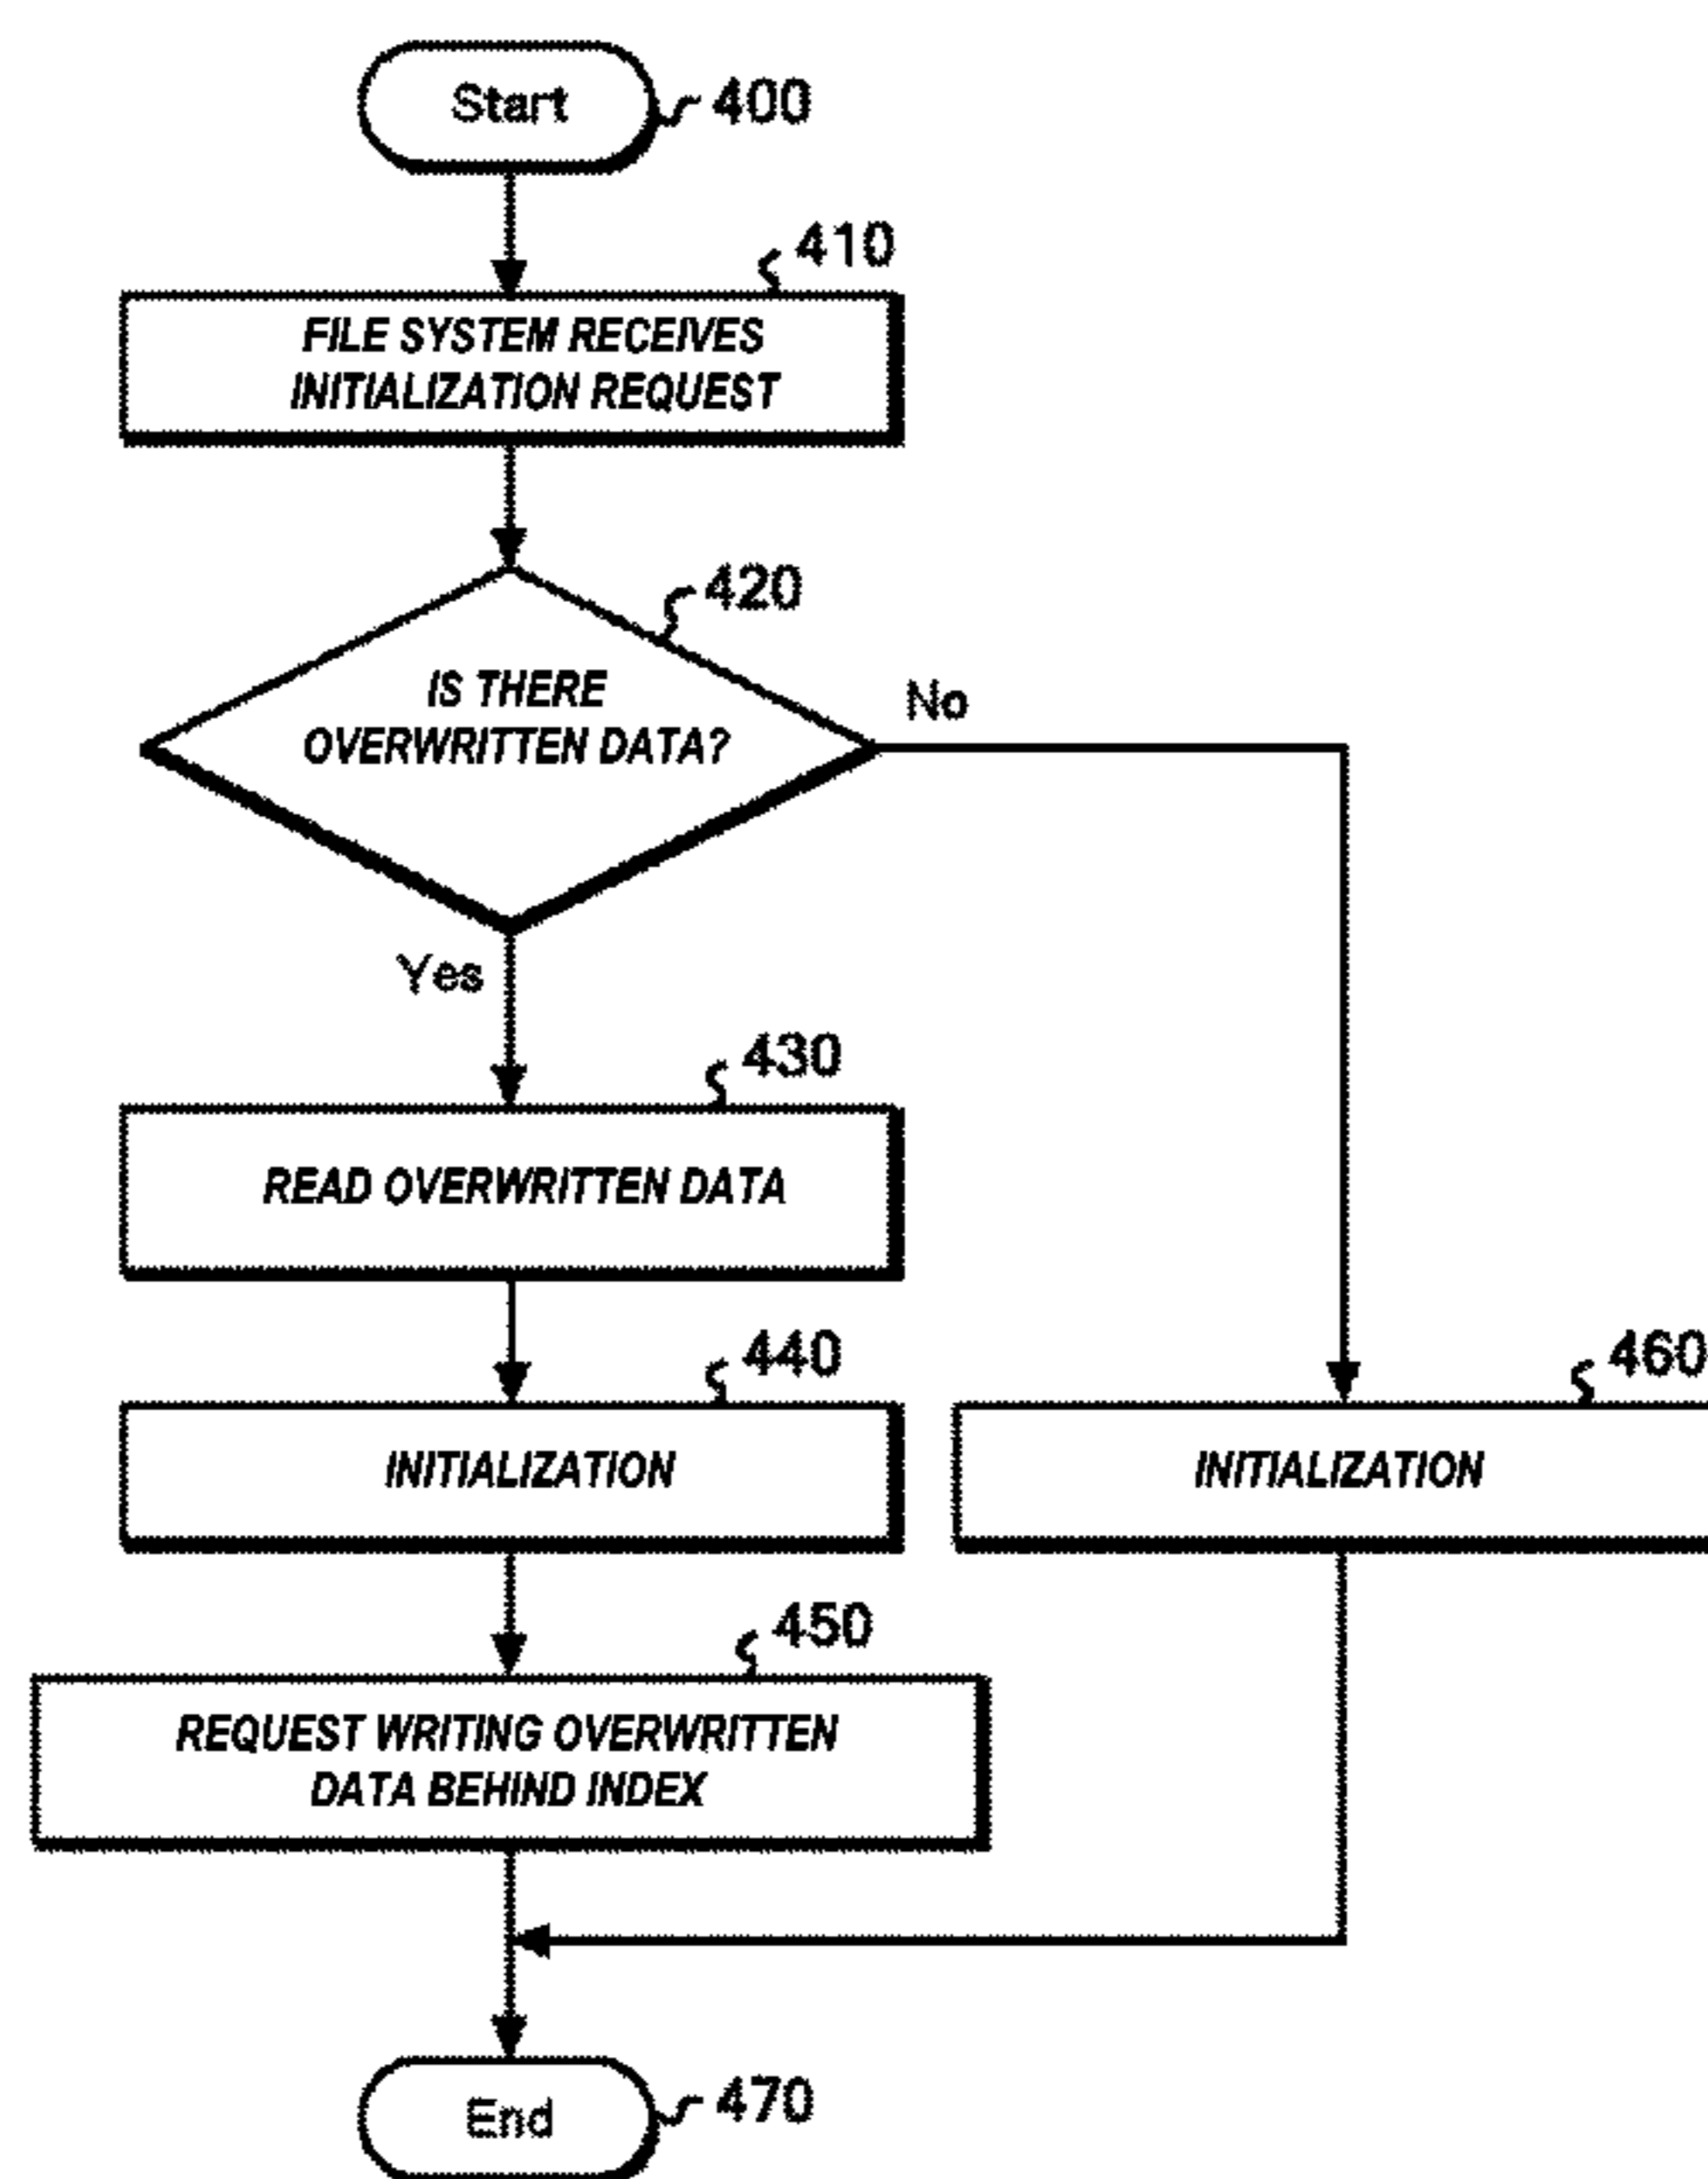 Start
400
410
FILE SYSTEM RECEIVES
INITIALIZATION REQUEST
420
IS THERE
OVERWRITTEN DATA?
No
Yes
430
READ OVERWRITTEN DATA
440
INITIALIZATION
460
INITIALIZATION
450
REQUEST WRITING OVERWRITTEN
DATA BEHIND INDEX
End
470